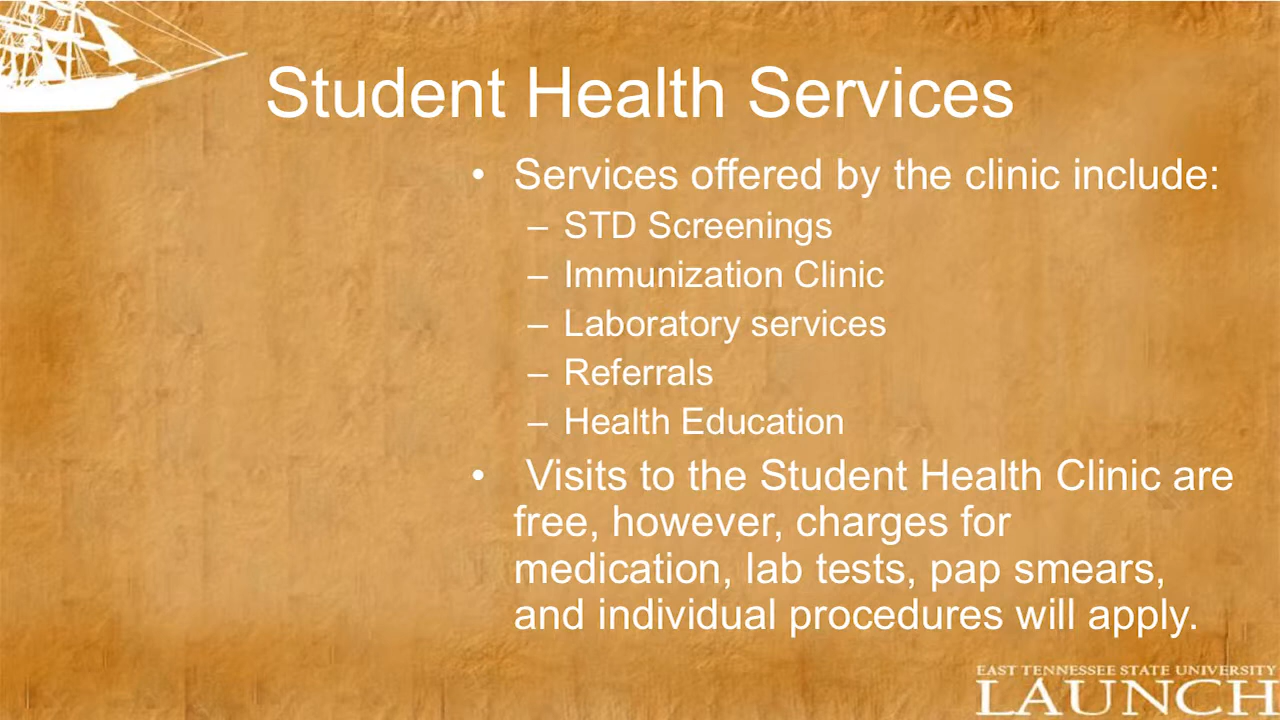 Student Health Services
• Services offered by the clinic include:
– STD Screenings
– Immunization Clinic
– Laboratory services
– Referrals
– Health Education
• Visits to the Student Health Clinic are
free, however, charges for
medication, lab tests, pap smears,
and individual procedures will apply.
EAST TENNESSEE STATE UNIVERSITY
LAUNCH